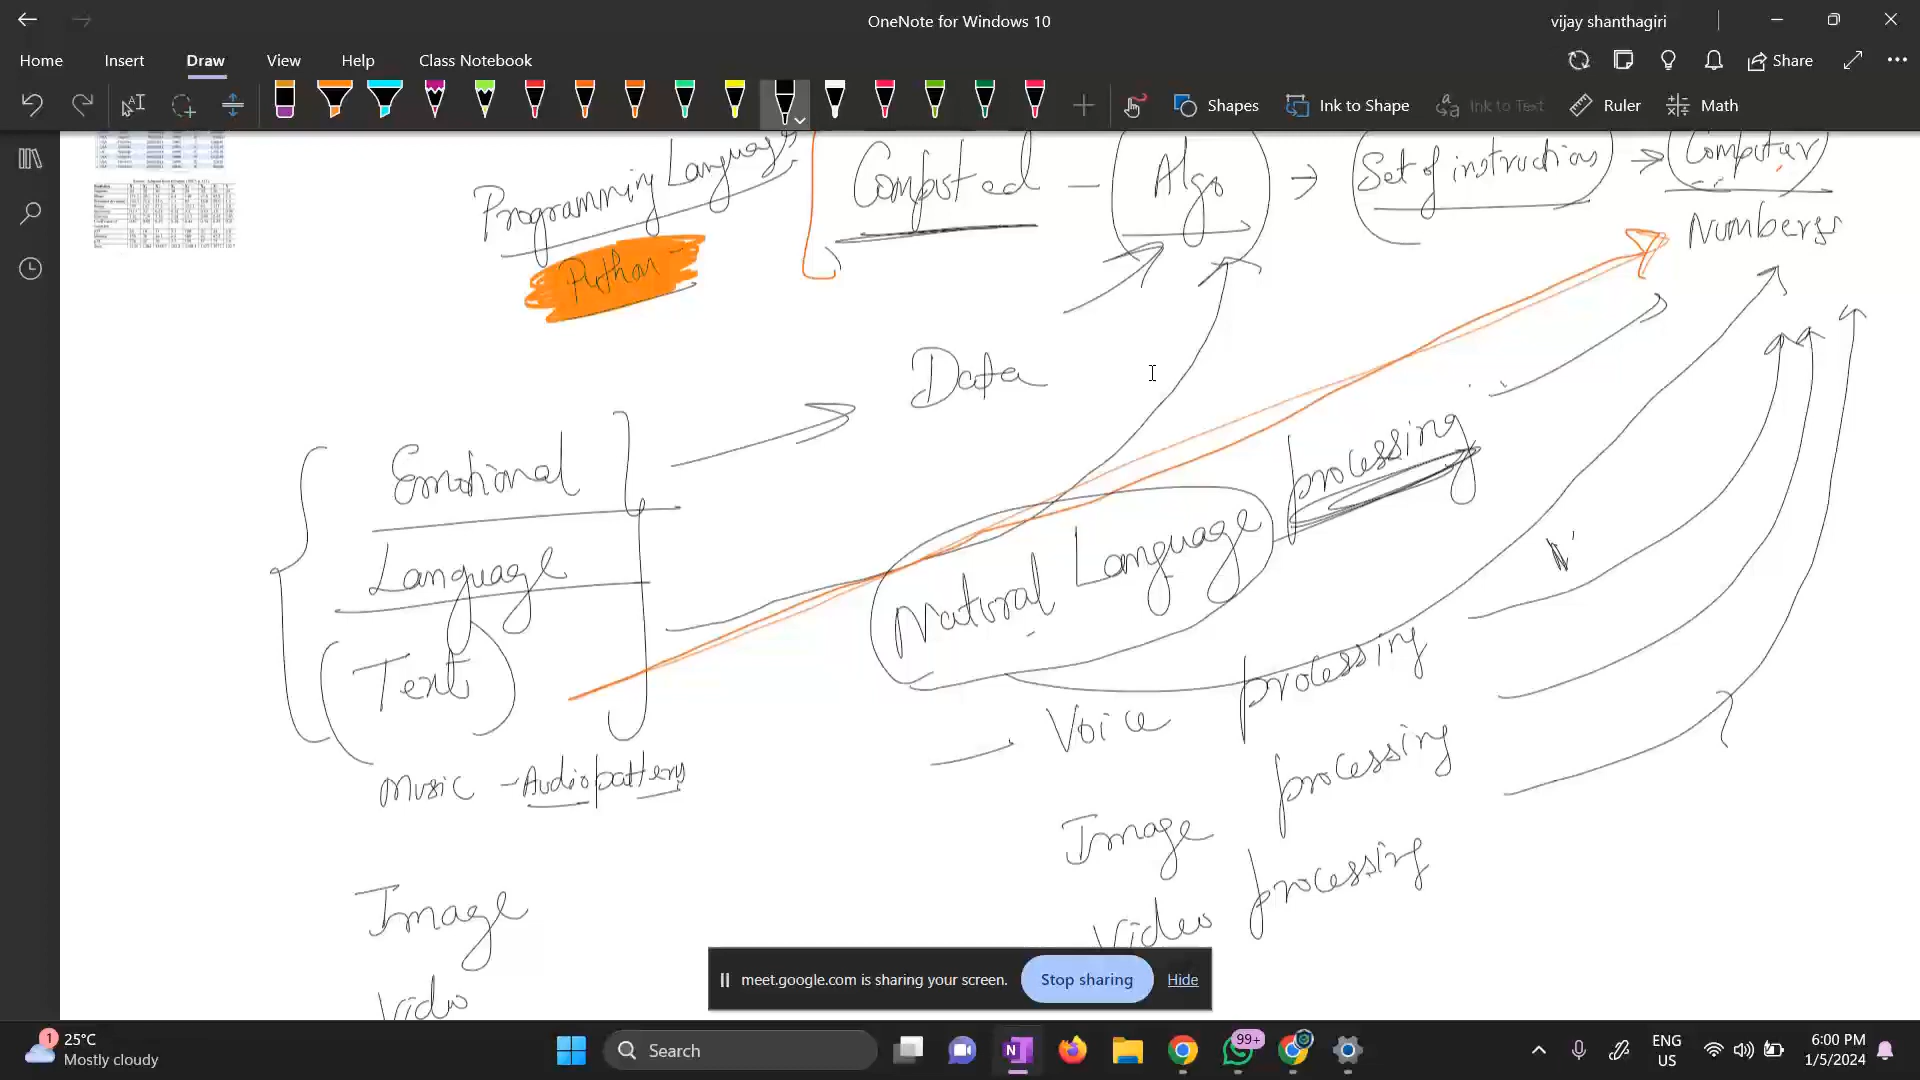 OneNote for Windows 10
vijay shanthagiri
Home Insert Draw View Help Class Notebook
Share
Shapes Ink to Shape Ink to Text Ruler Math
Programming Language
Computed - Algo → Set of instructions → Computer
Numbers
Python
Data
Emotional
processing
Language
Natural Language
Text
Voice processing
Music - Audio pattern
Image processing
Image
Video processing
Video
meet.google.com is sharing your screen. Stop sharing Hide
1 25°C
Mostly cloudy
Search
99+
ENG
US
6:00 PM
1/5/2024